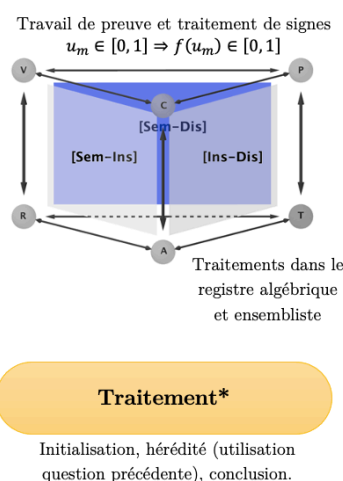 Travail de preuve et traitement de signes
u_m ∈ [0,1] ⇒ f(u_m) ∈ [0,1]
V
P
C
[Sem-Dis]
[Sem-Ins]
[Ins-Dis]
R
T
A
Traitements dans le
registre algébrique
et ensembliste
Traitement*
Initialisation, hérédité (utilisation
question précédente), conclusion.